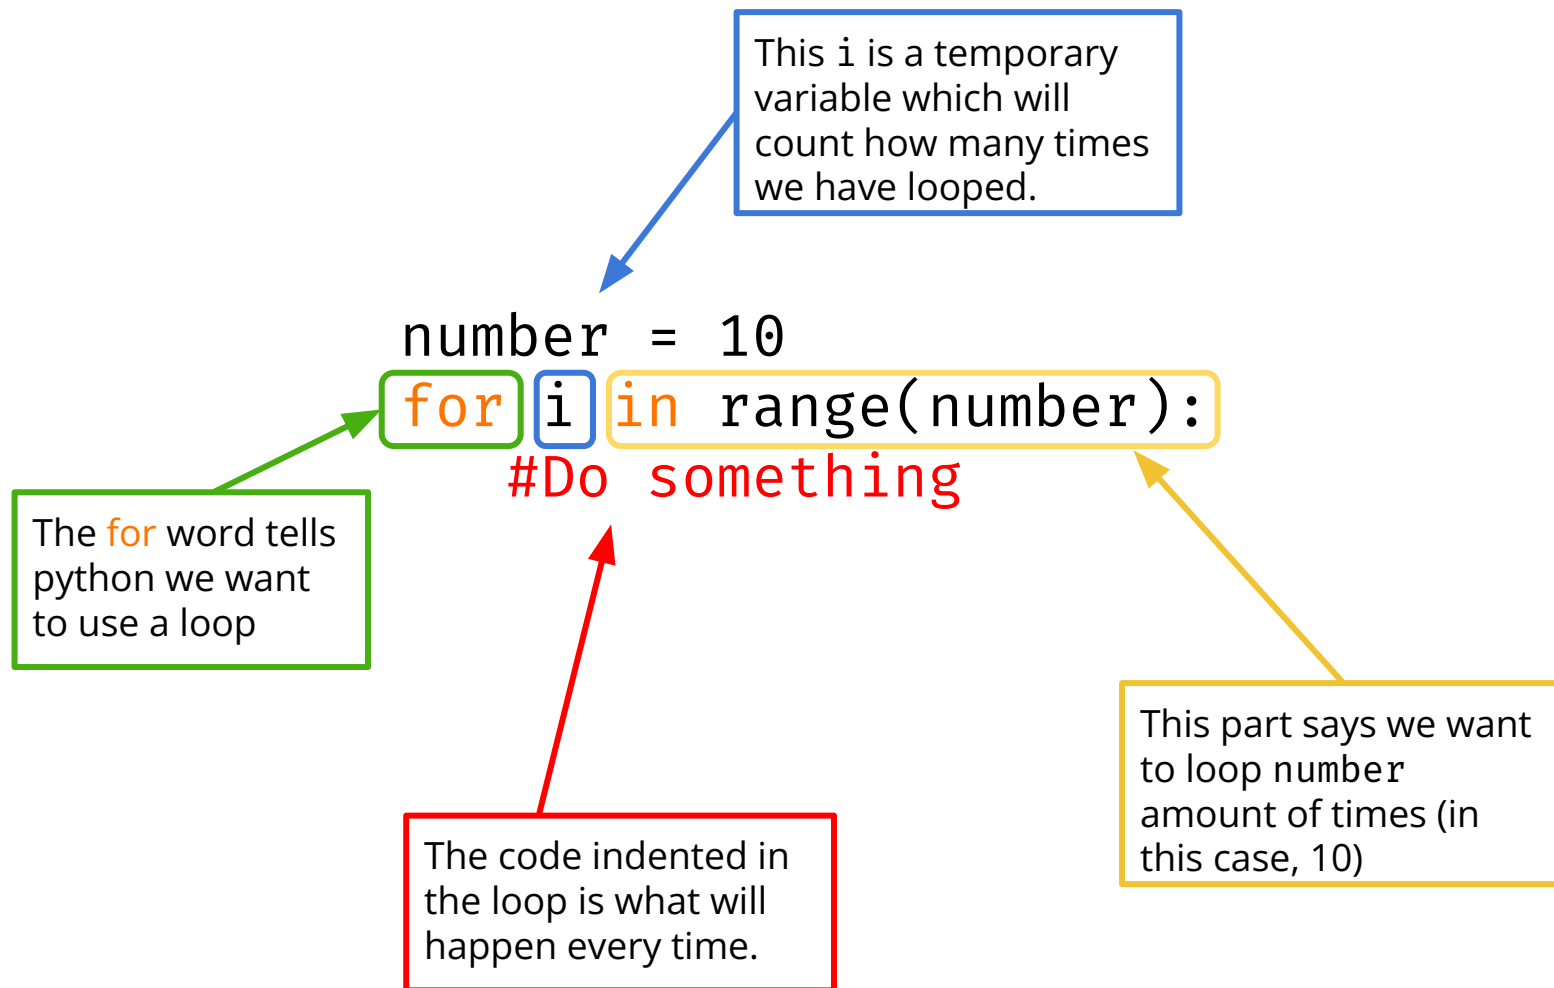 This i is a temporary
variable which will
count how many times
we have looped.
number = 10
for i in range(number):
#Do something
The for word tells
python we want
to use a loop
This part says we want
to loop number
amount of times (in
this case, 10)
The code indented in
the loop is what will
happen every time.